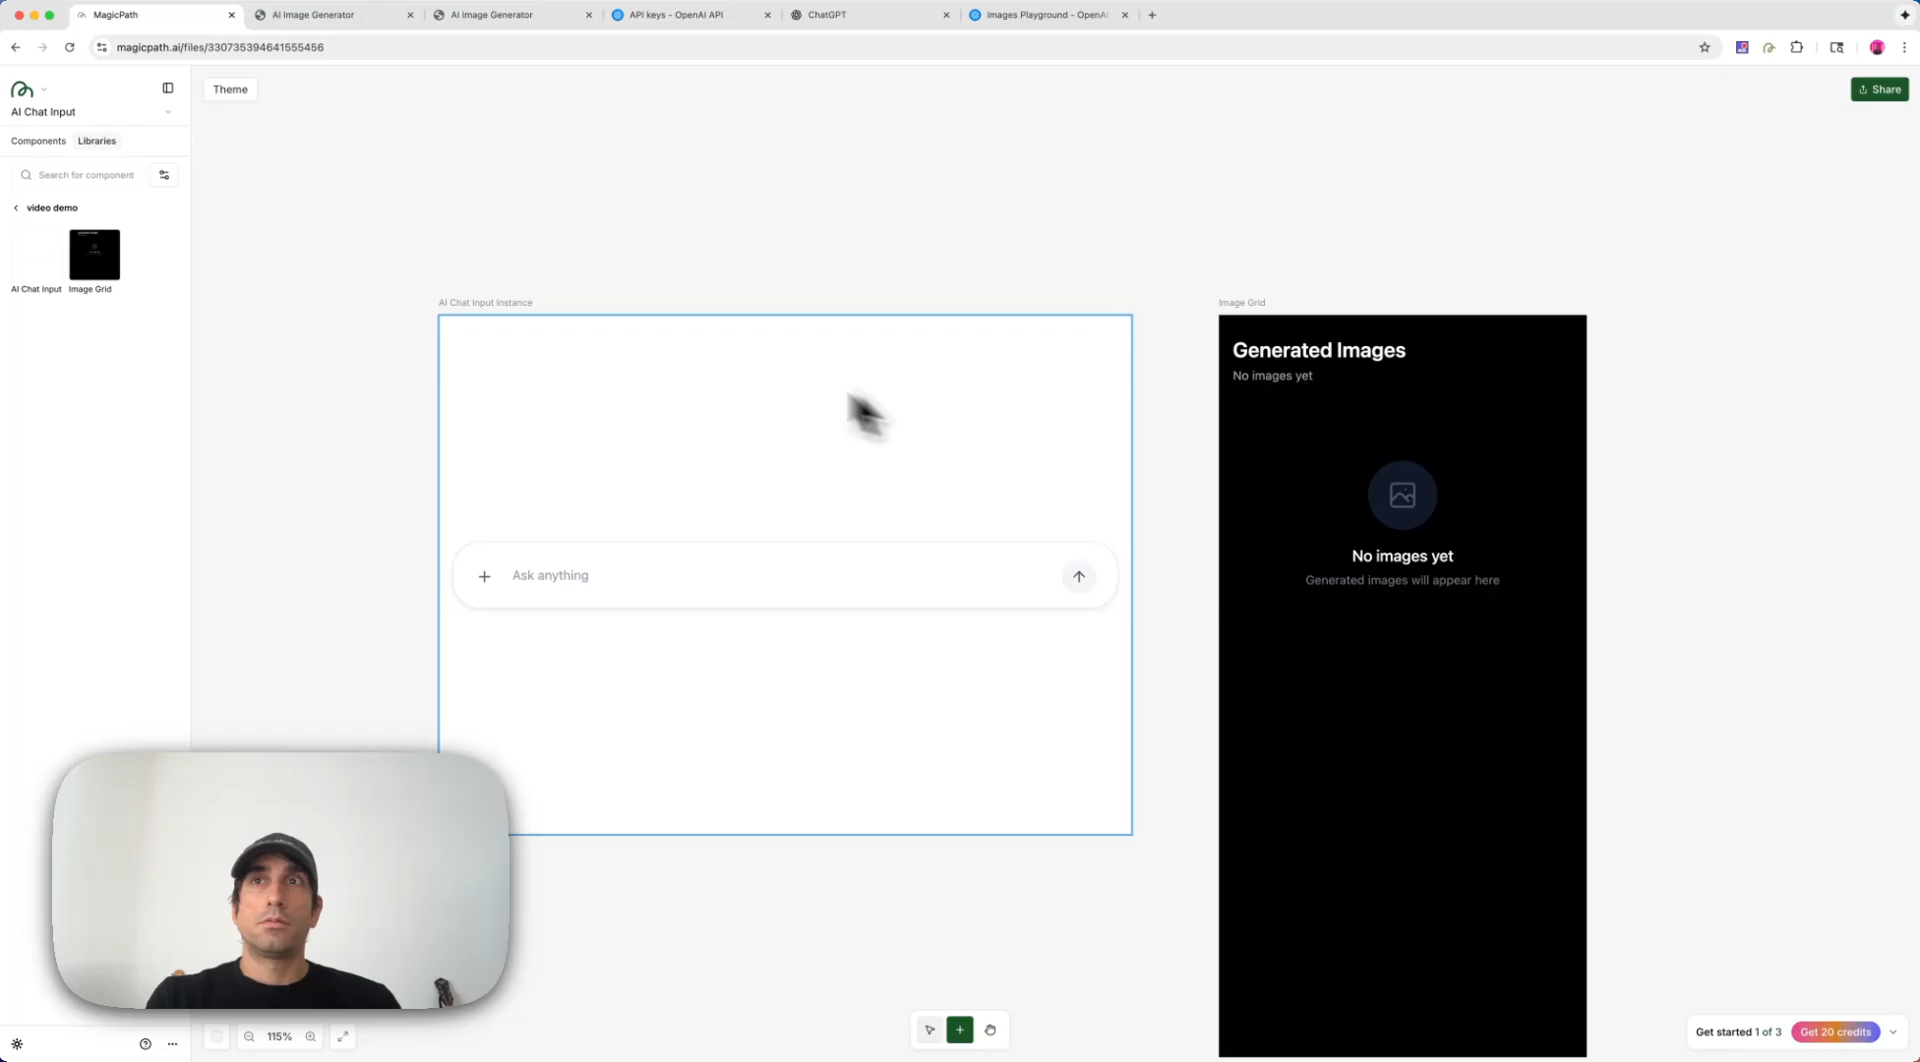 MagicPath
AI Image Generator
AI Image Generator
API keys - OpenAI API
ChatGPT
Images Playground - OpenAI
magicpath.ai/files/330735394641555456
AI Chat Input
Theme
Share
Components
Libraries
Search for component
video demo
AI Chat Input
Image Grid
AI Chat Input Instance
Ask anything
Image Grid
Generated Images
No images yet
No images yet
Generated images will appear here
115%
Get started 1 of 3
Get 20 credits